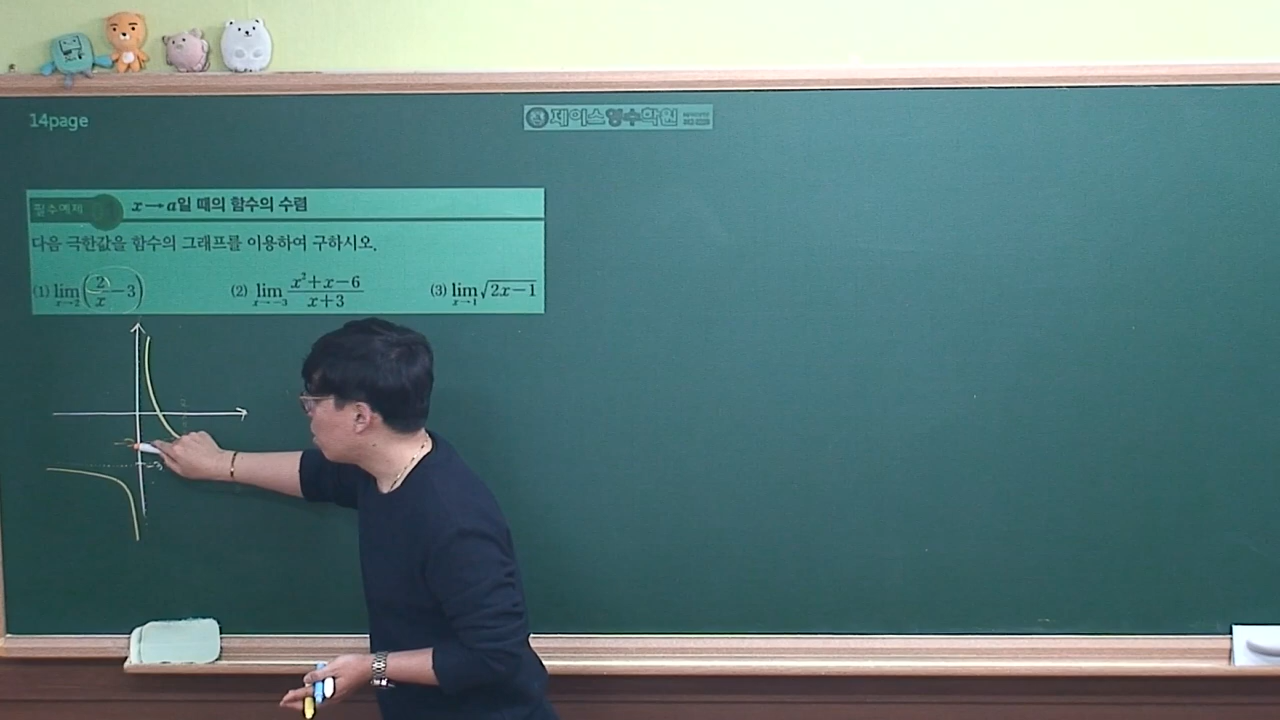 14page
제이스영수학원
필수예제
x→a일 때의 함수의 수렴
다음 극한값을 함수의 그래프를 이용하여 구하시오.
(1) lim_{x→2} (2/x − 3) (2) lim_{x→−3} (x²+x−6)/(x+3) (3) lim_{x→1} √(2x−1)
−3